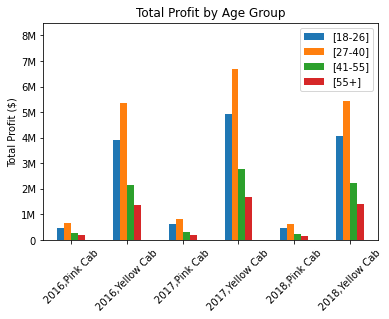 Total Profit by Age Group
Total Profit ($)
8M
7M
6M
5M
4M
3M
2M
1M
0
[18-26]
[27-40]
[41-55]
[55+]
2016,Pink Cab
2016,Yellow Cab
2017,Pink Cab
2017,Yellow Cab
2018,Pink Cab
2018,Yellow Cab